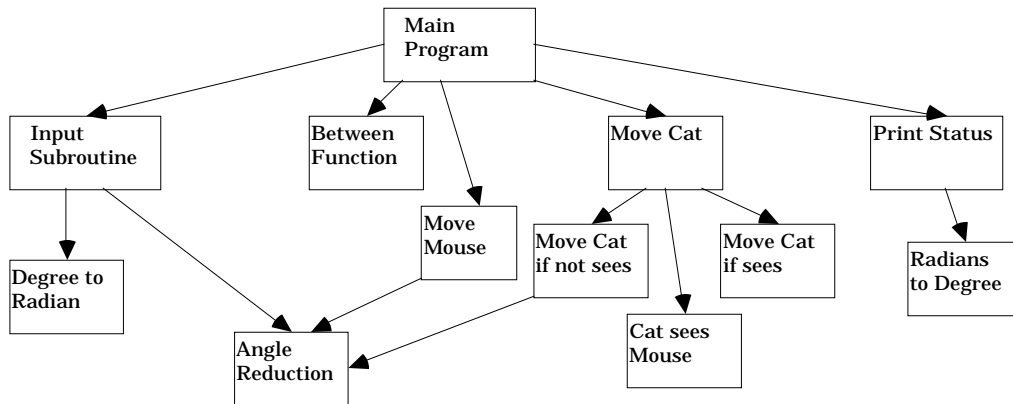 Main
Program
Input
Subroutine
Between
Function
Move Cat
Print Status
Move
Mouse
Move Cat
if not sees
Move Cat
if sees
Radians
to Degree
Degree to
Radian
Cat sees
Mouse
Angle
Reduction